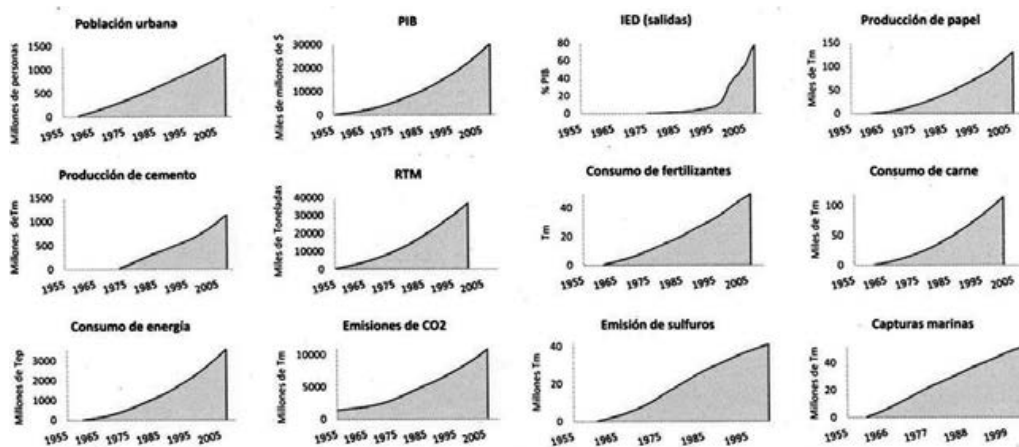 Población urbana
Millones de personas
1500
1000
500
0
1955 1965 1975 1985 1995 2005
PIB
Miles de millones de $
30000
20000
10000
0
1955 1965 1975 1985 1995 2005
IED (salidas)
% PIB
80
60
40
20
0
1955 1965 1975 1985 1995 2005
Producción de papel
Miles de Tm
150
100
50
0
1955 1965 1975 1985 1995 2005
Producción de cemento
Millones deTm
1500
1000
500
0
1955 1965 1975 1985 1995 2005
RTM
Miles de Toneladas
40000
30000
20000
10000
0
1955 1965 1975 1985 1995 2005
Consumo de fertilizantes
Tm
40
20
0
1955 1965 1975 1985 1995 2005
Consumo de carne
Miles de Tm
100
50
0
1955 1965 1975 1985 1995 2005
Consumo de energía
Millones de Tep
3000
2000
1000
0
1955 1965 1975 1985 1995 2005
Emisiones de CO2
Millones de Tm
10000
5000
0
1955 1965 1975 1985 1995 2005
Emisión de sulfuros
Millones Tm
40
20
0
1955 1965 1975 1985 1995
Capturas marinas
Millones de Tm
50
0
1955 1966 1977 1988 1999